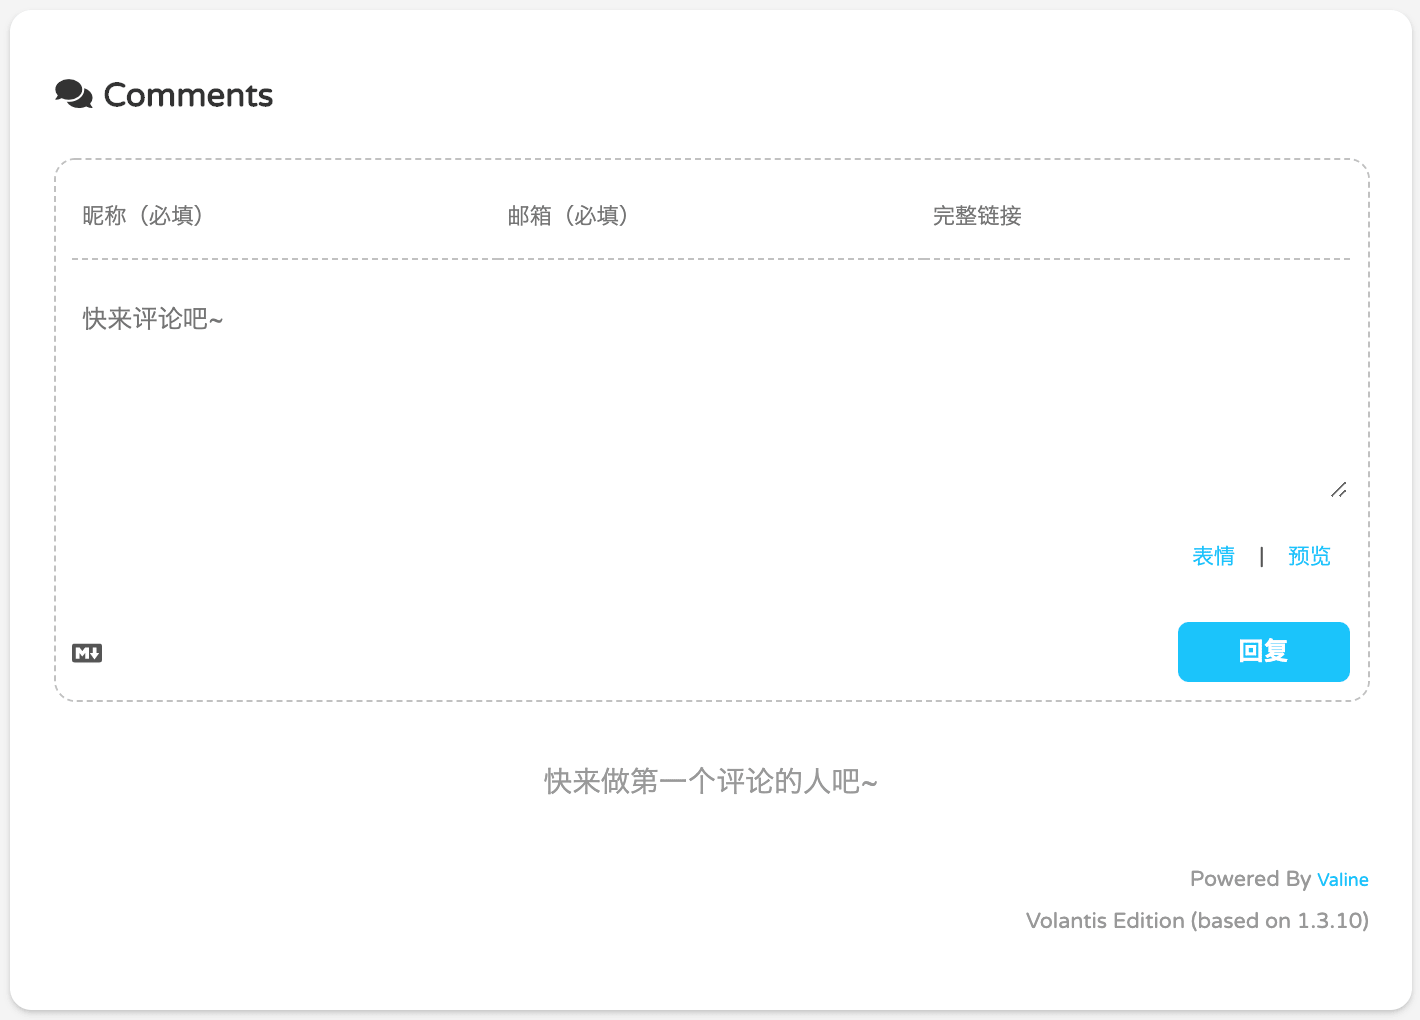 Comments
昵称（必填） 邮箱（必填） 完整链接
快来评论吧~
表情 | 预览
M↓
回复
快来做第一个评论的人吧~
Powered By Valine
Volantis Edition (based on 1.3.10)